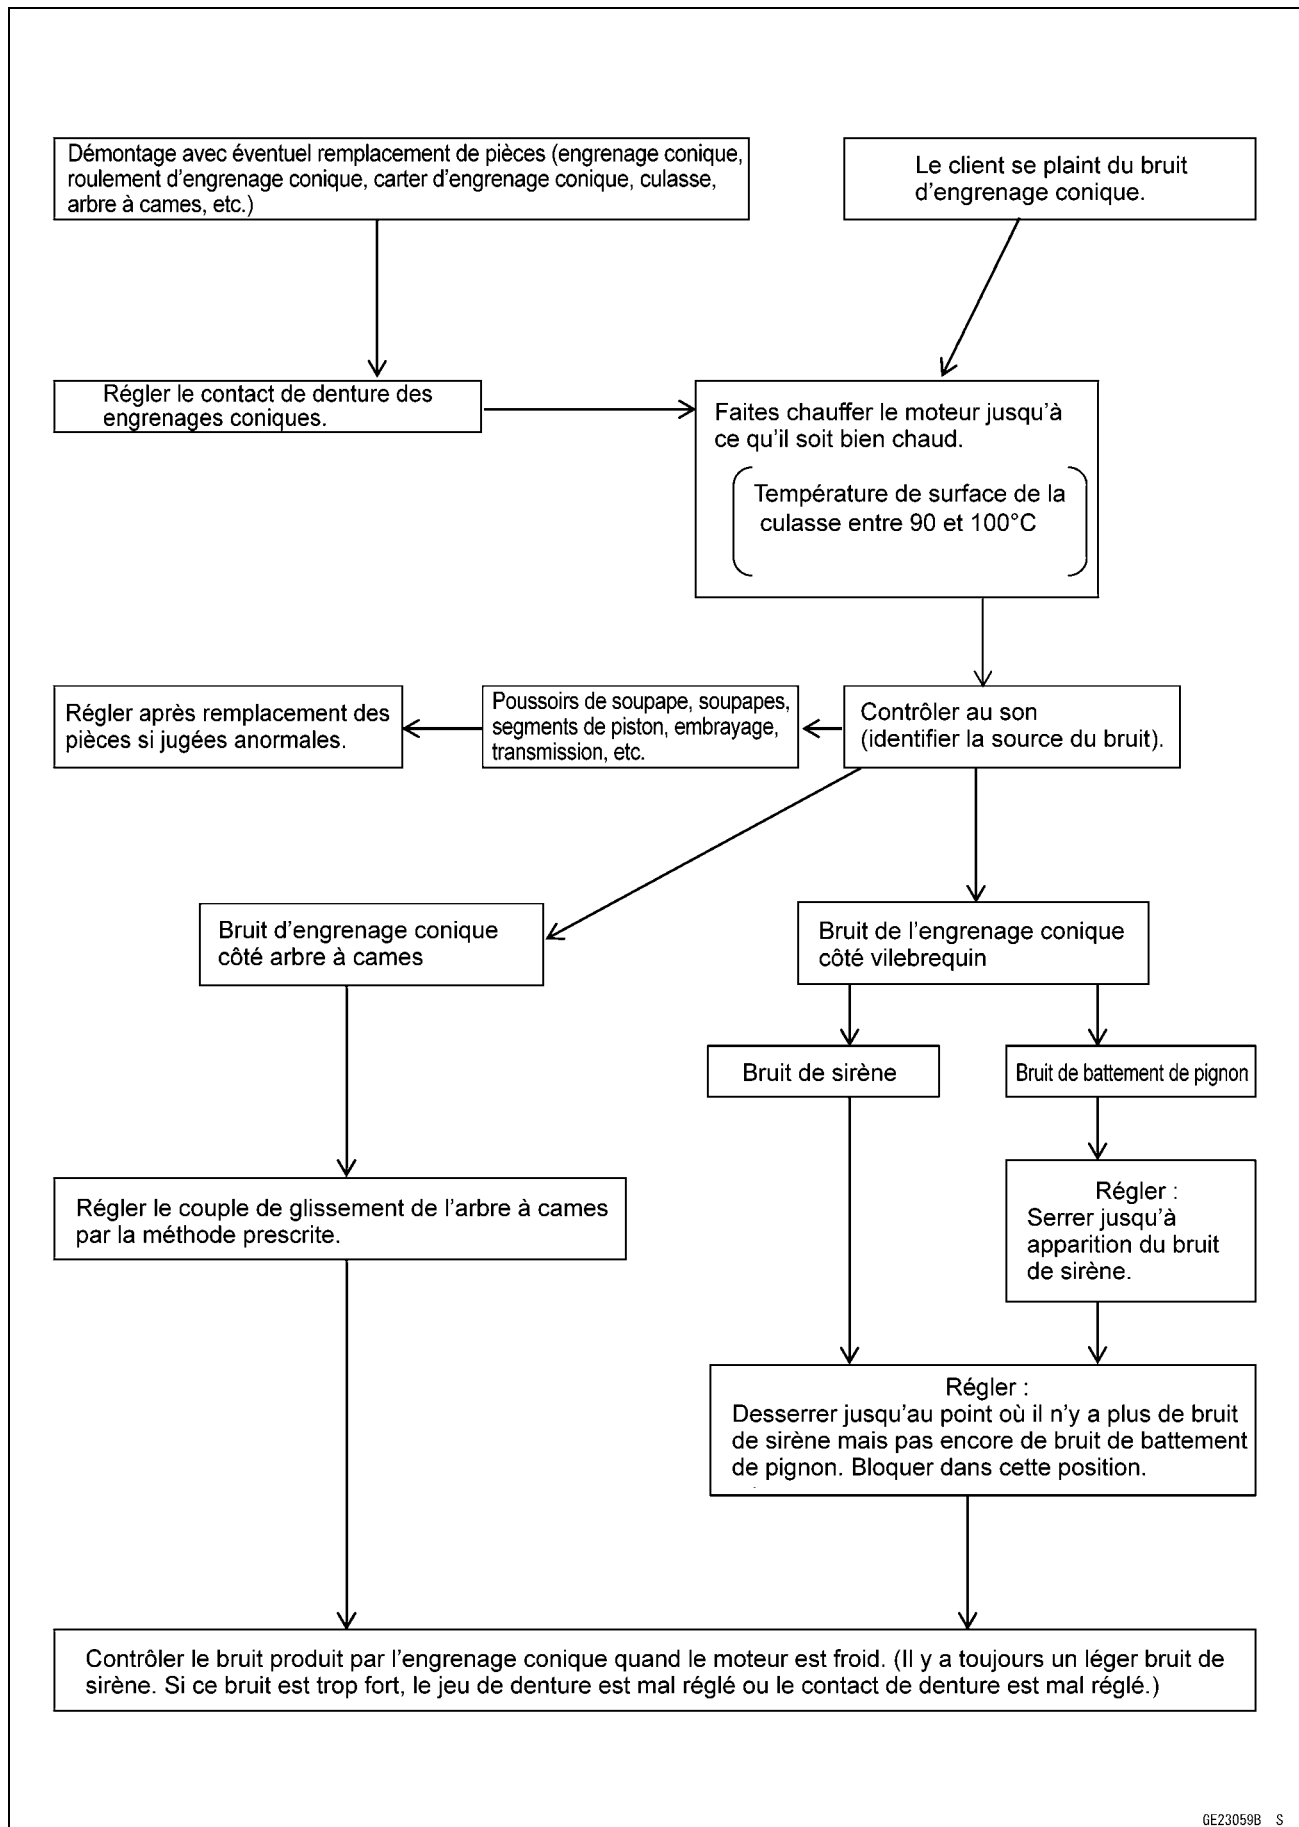 Démontage avec éventuel remplacement de pièces (engrenage conique,
roulement d’engrenage conique, carter d’engrenage conique, culasse,
arbre à cames, etc.)
Le client se plaint du bruit
d’engrenage conique.
Régler le contact de denture des
engrenages coniques.
Faites chauffer le moteur jusqu’à
ce qu’il soit bien chaud.
Température de surface de la
culasse entre 90 et 100°C
Régler après remplacement des
pièces si jugées anormales.
Poussoirs de soupape, soupapes,
segments de piston, embrayage,
transmission, etc.
Contrôler au son
(identifier la source du bruit).
Bruit d’engrenage conique
côté arbre à cames
Bruit de l’engrenage conique
côté vilebrequin
Bruit de sirène
Bruit de battement de pignon
Régler le couple de glissement de l’arbre à cames
par la méthode prescrite.
Régler :
Serrer jusqu’à
apparition du bruit
de sirène.
Régler :
Desserrer jusqu’au point où il n’y a plus de bruit
de sirène mais pas encore de bruit de battement
de pignon. Bloquer dans cette position.
Contrôler le bruit produit par l’engrenage conique quand le moteur est froid. (Il y a toujours un léger bruit de
sirène. Si ce bruit est trop fort, le jeu de denture est mal réglé ou le contact de denture est mal réglé.)
GE23059B S